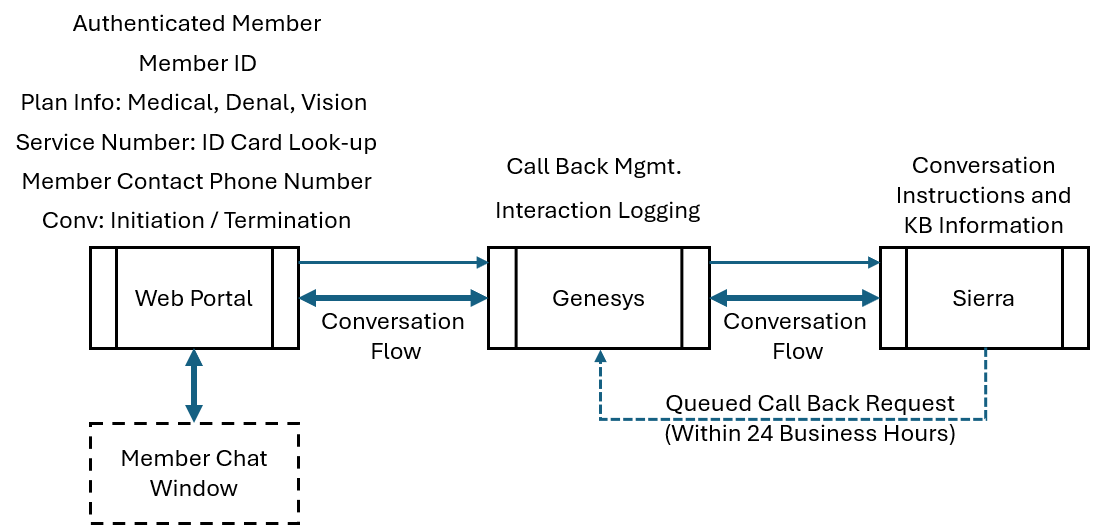 Authenticated Member
Member ID
Plan Info: Medical, Denal, Vision
Service Number: ID Card Look-up
Member Contact Phone Number
Conv: Initiation / Termination
Call Back Mgmt.
Interaction Logging
Conversation
Instructions and
KB Information
Web Portal
Genesys
Sierra
Conversation
Flow
Conversation
Flow
Queued Call Back Request
(Within 24 Business Hours)
Member Chat
Window